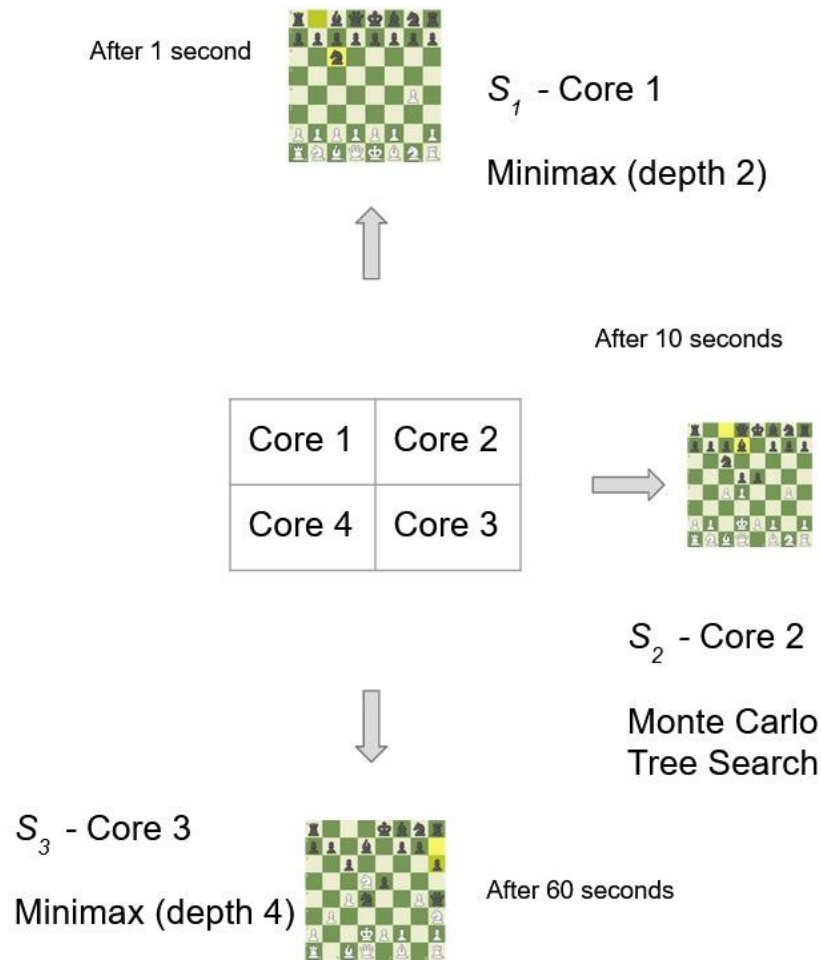 After 1 second
S1 - Core 1
Minimax (depth 2)
After 10 seconds
Core 1 Core 2
Core 4 Core 3
S2 - Core 2
Monte Carlo
Tree Search
S3 - Core 3
Minimax (depth 4)
After 60 seconds